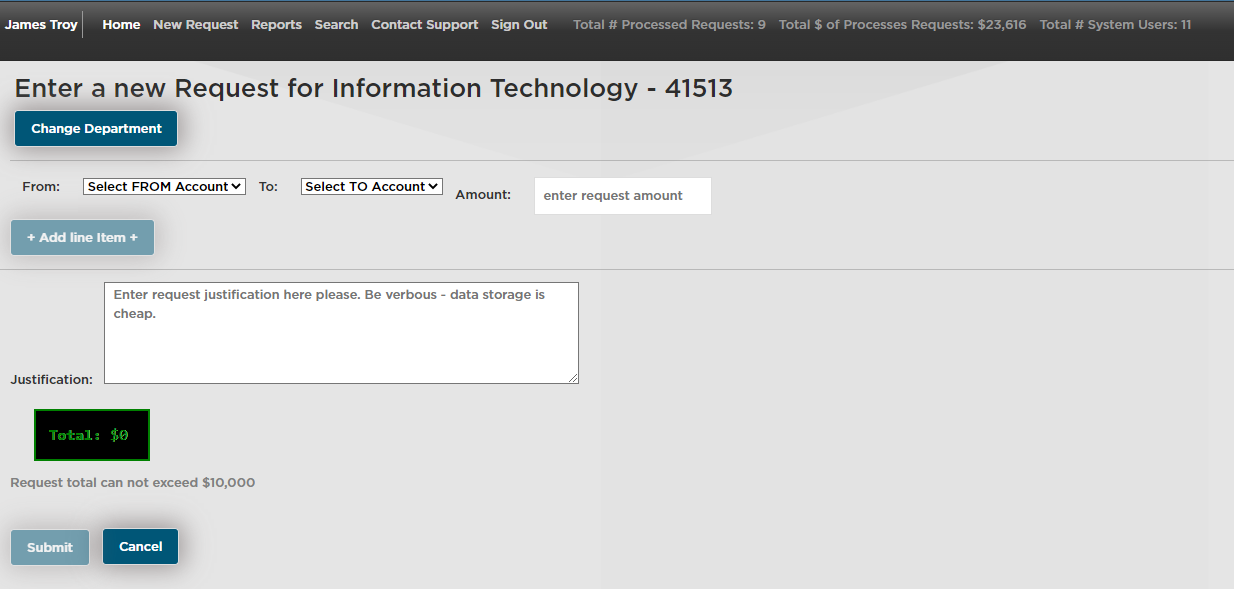 James Troy Home New Request Reports Search Contact Support Sign Out Total # Processed Requests: 9 Total $ of Processes Requests: $23,616 Total # System Users: 11
Enter a new Request for Information Technology - 41513
Change Department
From: Select FROM Account To: Select TO Account Amount: enter request amount
+ Add line Item +
Enter request justification here please. Be verbous - data storage is
cheap.
Justification:
Total: $0
Request total can not exceed $10,000
Submit Cancel